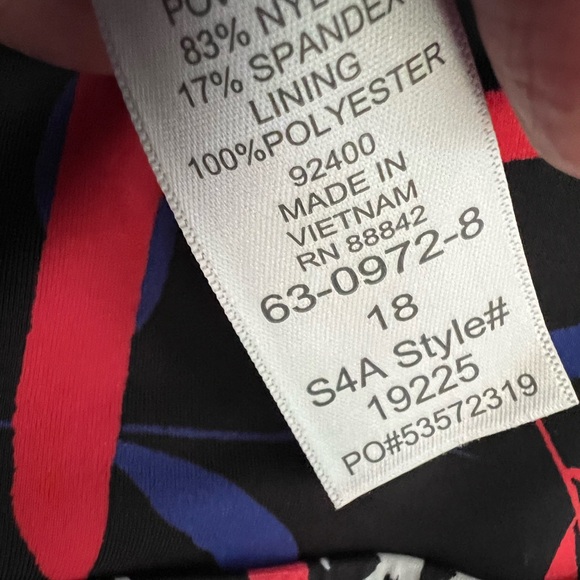 83% NYL
17% SPANDEX
LINING
100%POLYESTER
92400
MADE IN
VIETNAM
RN 88842
63-0972-8
18
S4A Style#
19225
PO#53572319